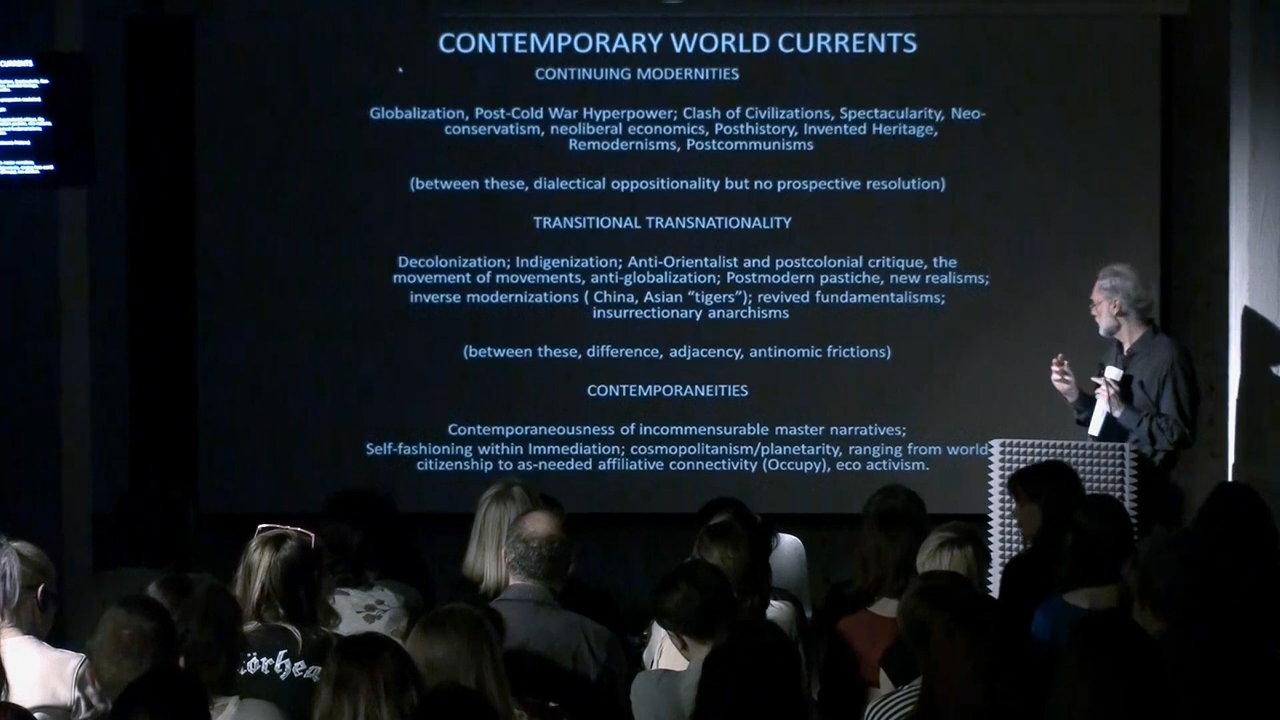 CONTEMPORARY WORLD CURRENTS
CONTINUING MODERNITIES
Globalization, Post-Cold War Hyperpower; Clash of Civilizations, Spectacularity, Neo-
conservatism, neoliberal economics, Posthistory, Invented Heritage,
Remodernisms, Postcommunisms
(between these, dialectical oppositionality but no prospective resolution)
TRANSITIONAL TRANSNATIONALITY
Decolonization; Indigenization; Anti-Orientalist and postcolonial critique, the
movement of movements, anti-globalization; Postmodern pastiche, new realisms;
inverse modernizations ( China, Asian “tigers”); revived fundamentalisms;
insurrectionary anarchisms
(between these, difference, adjacency, antinomic frictions)
CONTEMPORANEITIES
Contemporaneousness of incommensurable master narratives;
Self-fashioning within Immediation; cosmopolitanism/planetarity, ranging from world
citizenship to as-needed affiliative connectivity (Occupy), eco activism.